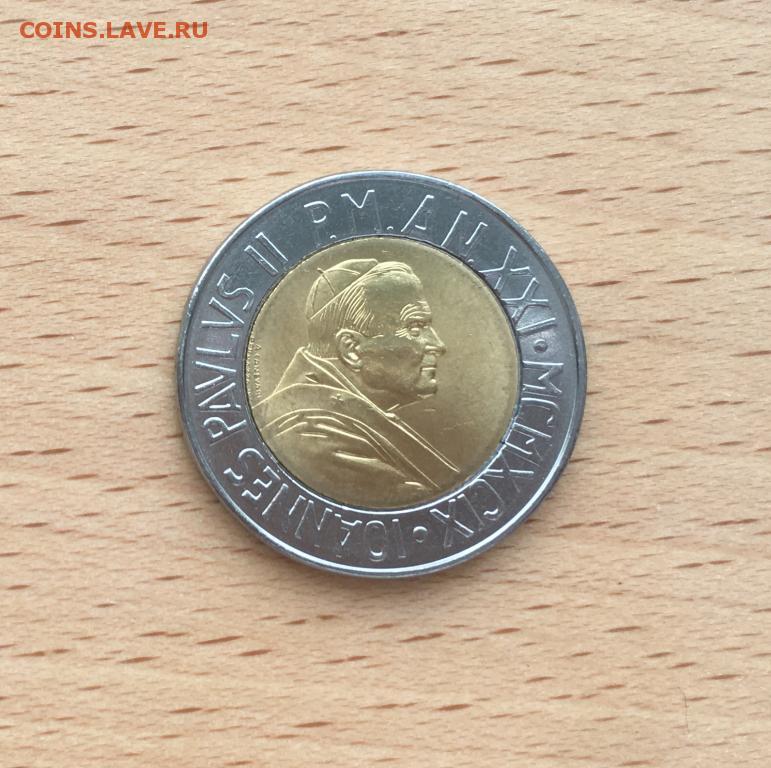 COINS.LAVE.RU
IOANNES PAVLVS II P.M.AN.XXI·MCMXCIX·